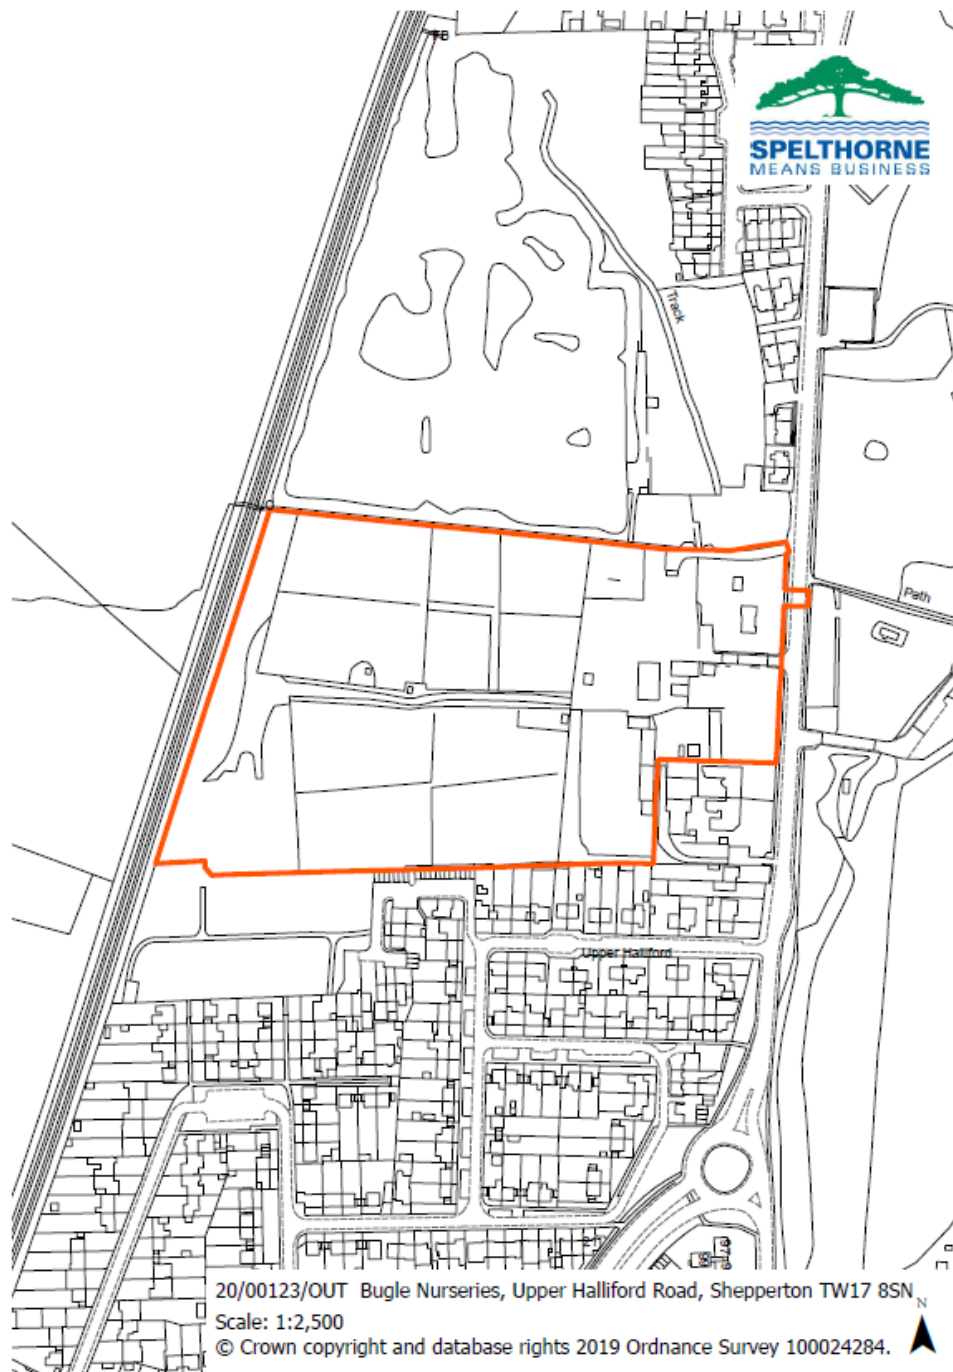 FB
SPELTHORNE
MEANS BUSINESS
Track
Path
Upper Halliford
20/00123/OUT Bugle Nurseries, Upper Halliford Road, Shepperton TW17 8SN
N
Scale: 1:2,500
© Crown copyright and database rights 2019 Ordnance Survey 100024284.